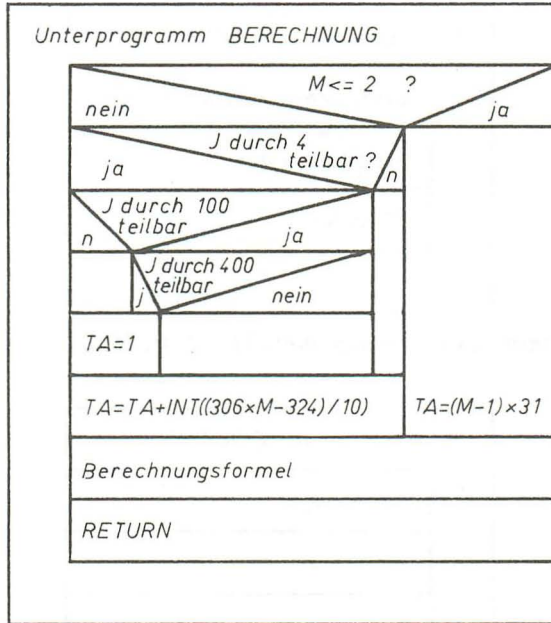 Unterprogramm BERECHNUNG
M<= 2 ?
nein
ja
J durch 4
teilbar ?
ja
n
J durch 100
teilbar
n
ja
J durch 400
teilbar
j
nein
TA=1
TA=TA+INT((306×M-324)/10)
TA=(M-1)×31
Berechnungsformel
RETURN